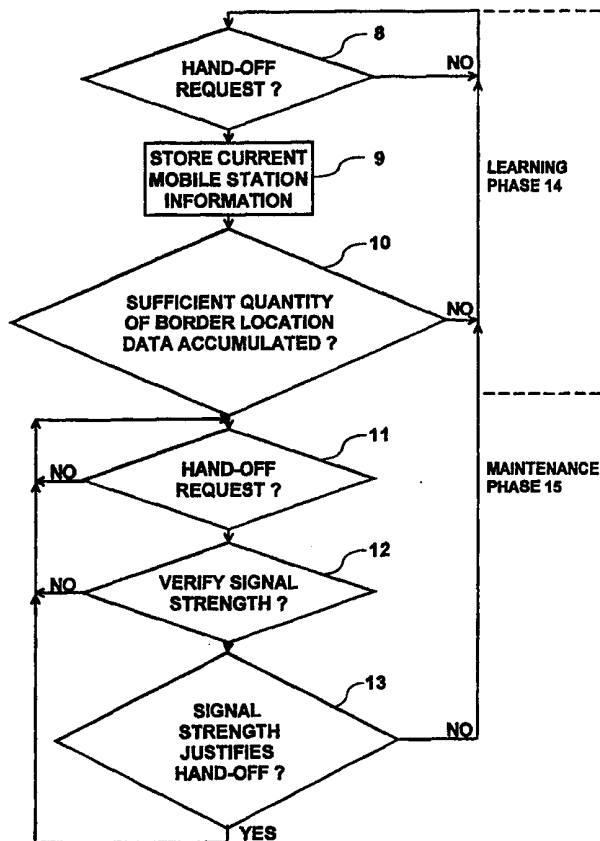 8
HAND-OFF
REQUEST ?
NO
STORE CURRENT
MOBILE STATION
INFORMATION
9
LEARNING
PHASE 14
10
SUFFICIENT QUANTITY
OF BORDER LOCATION
DATA ACCUMULATED ?
NO
11
HAND-OFF
REQUEST ?
NO
MAINTENANCE
PHASE 15
12
VERIFY SIGNAL
STRENGTH ?
NO
13
SIGNAL
STRENGTH
JUSTIFIES
HAND-OFF ?
NO
YES